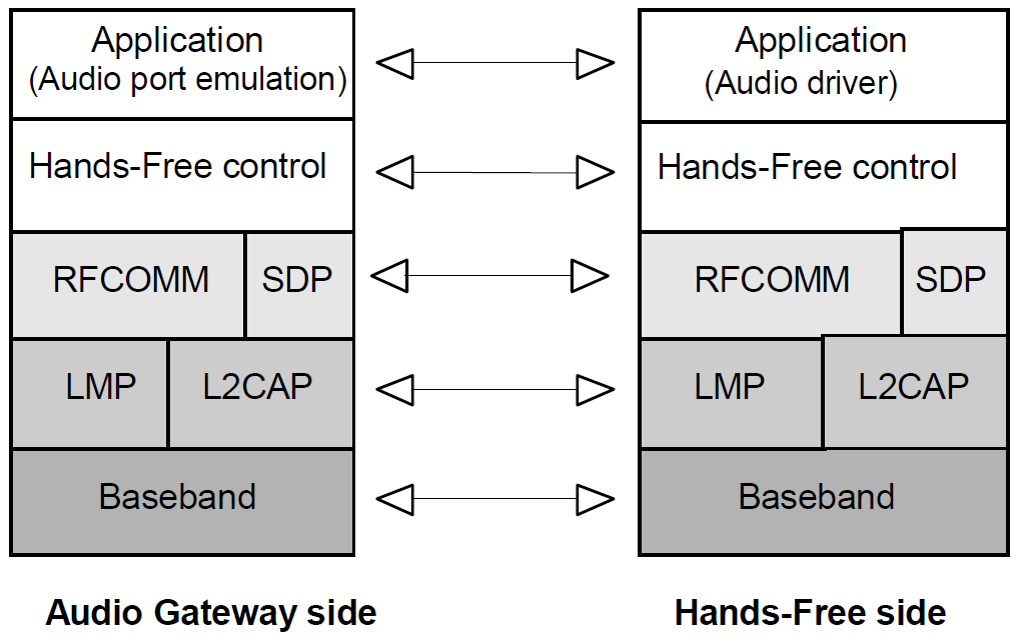 Application
(Audio port emulation)
Hands-Free control
RFCOMM
SDP
LMP
L2CAP
Baseband
Audio Gateway side
Application
(Audio driver)
Hands-Free control
RFCOMM
SDP
LMP
L2CAP
Baseband
Hands-Free side